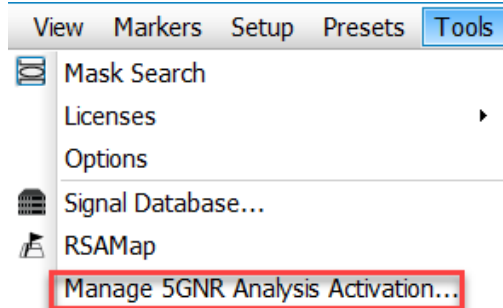 View Markers Setup Presets Tools
Mask Search
Licenses
Options
Signal Database...
RSAMap
Manage 5GNR Analysis Activation...